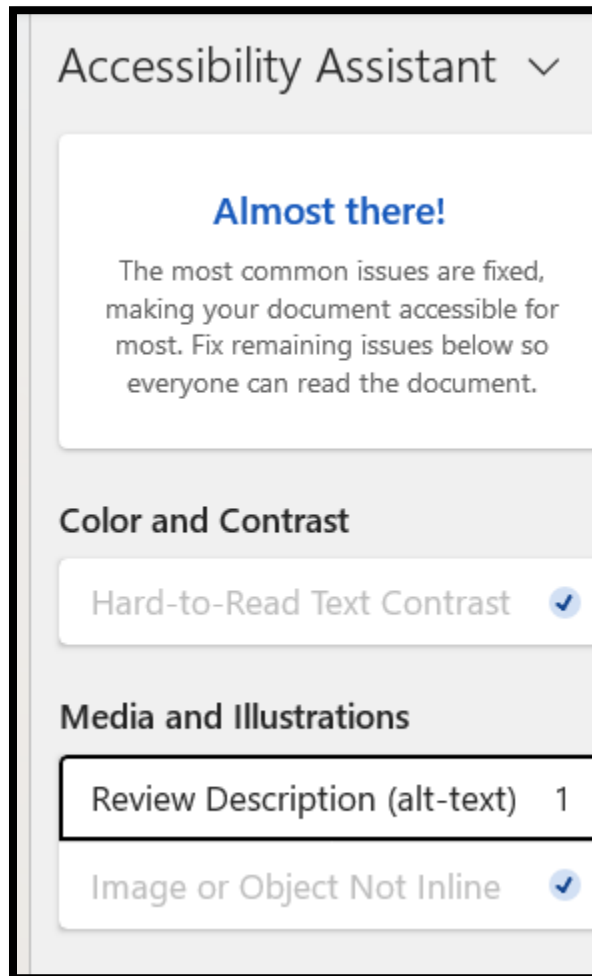 Accessibility Assistant
Almost there!
The most common issues are fixed,
making your document accessible for
most. Fix remaining issues below so
everyone can read the document.
Color and Contrast
Hard-to-Read Text Contrast
Media and Illustrations
Review Description (alt-text) 1
Image or Object Not Inline